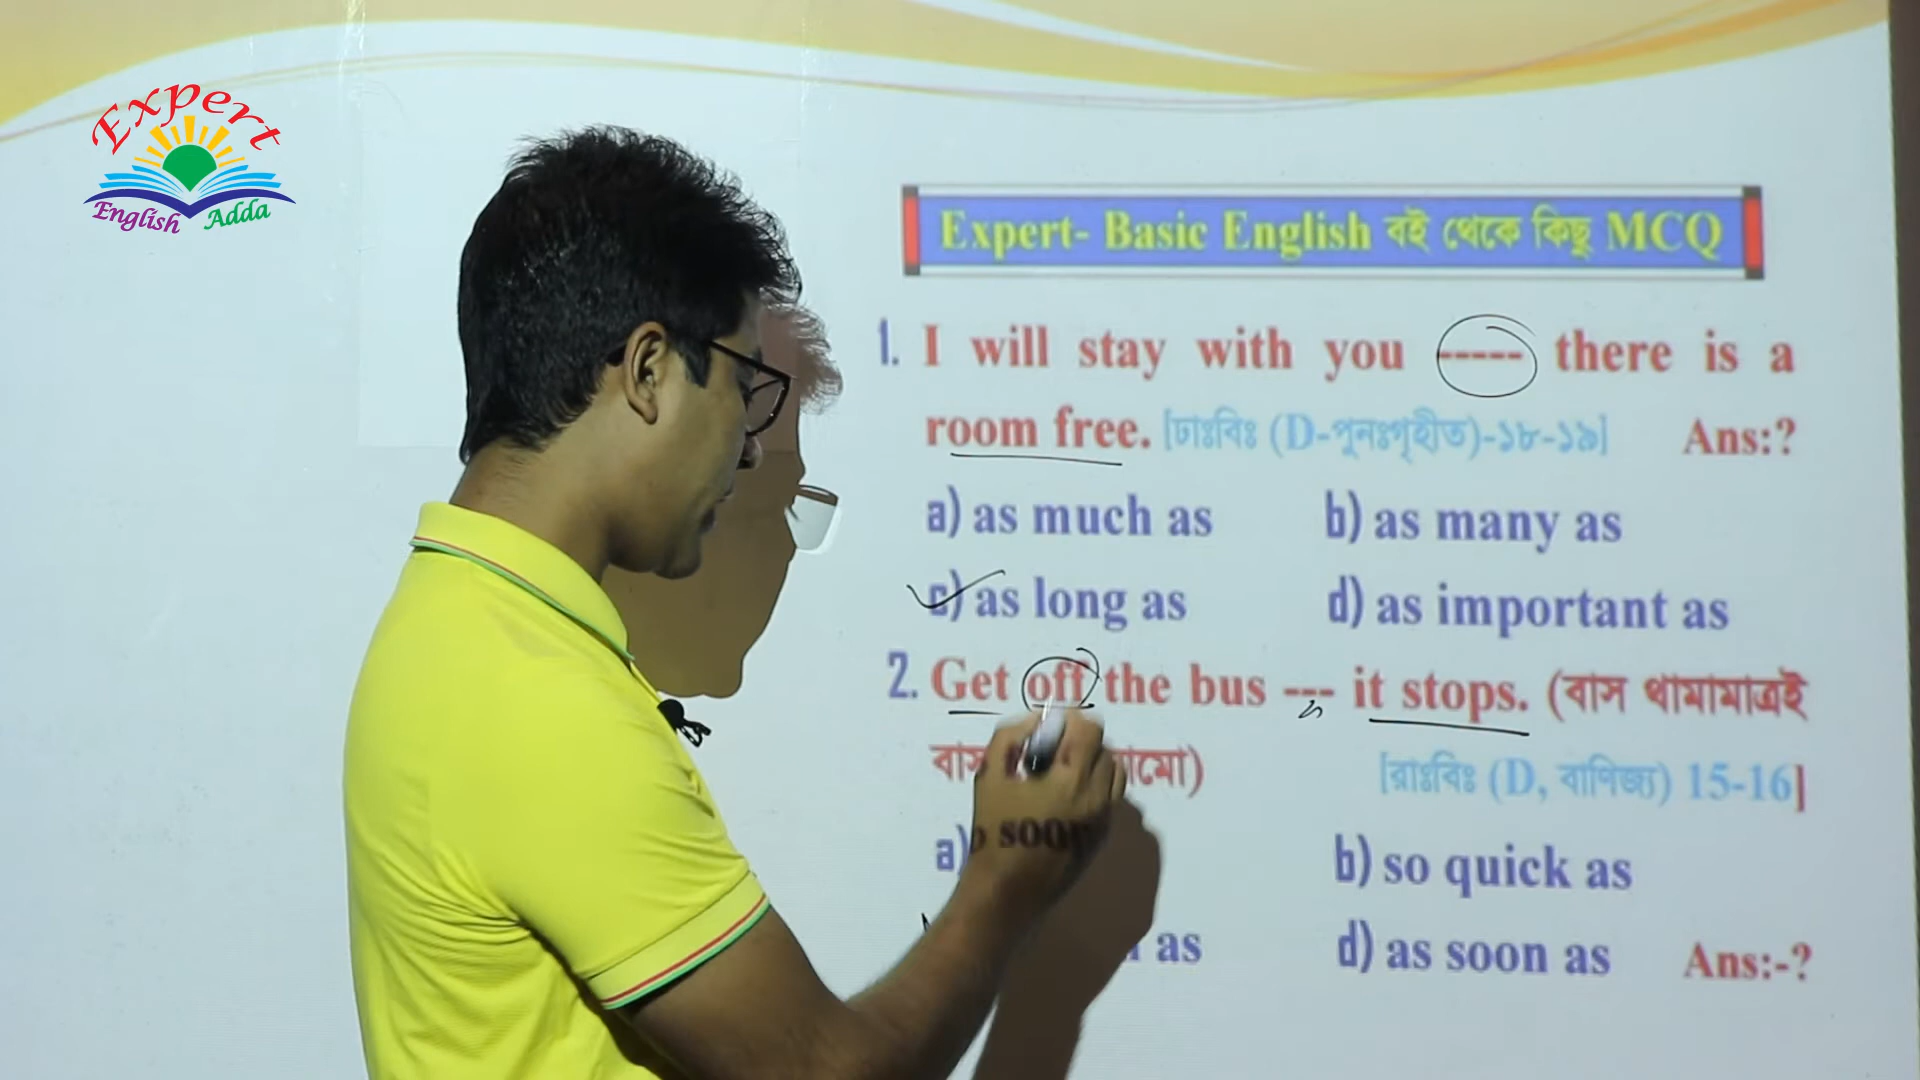 Expert
English Adda
Expert- Basic English বই থেকে কিছু MCQ
1. I will stay with you ----- there is a
room free. [ঢাঃবিঃ (D-পুনঃগৃহীত)-১৮-১৯] Ans:?
a) as much as b) as many as
c) as long as d) as important as
2. Get off the bus --- it stops. (বাস থামামাত্রই
বাস
a) soon b) so quick as
as d) as soon as Ans:-?
[রাঃবিঃ (D, বাণিজ্য) 15-16]